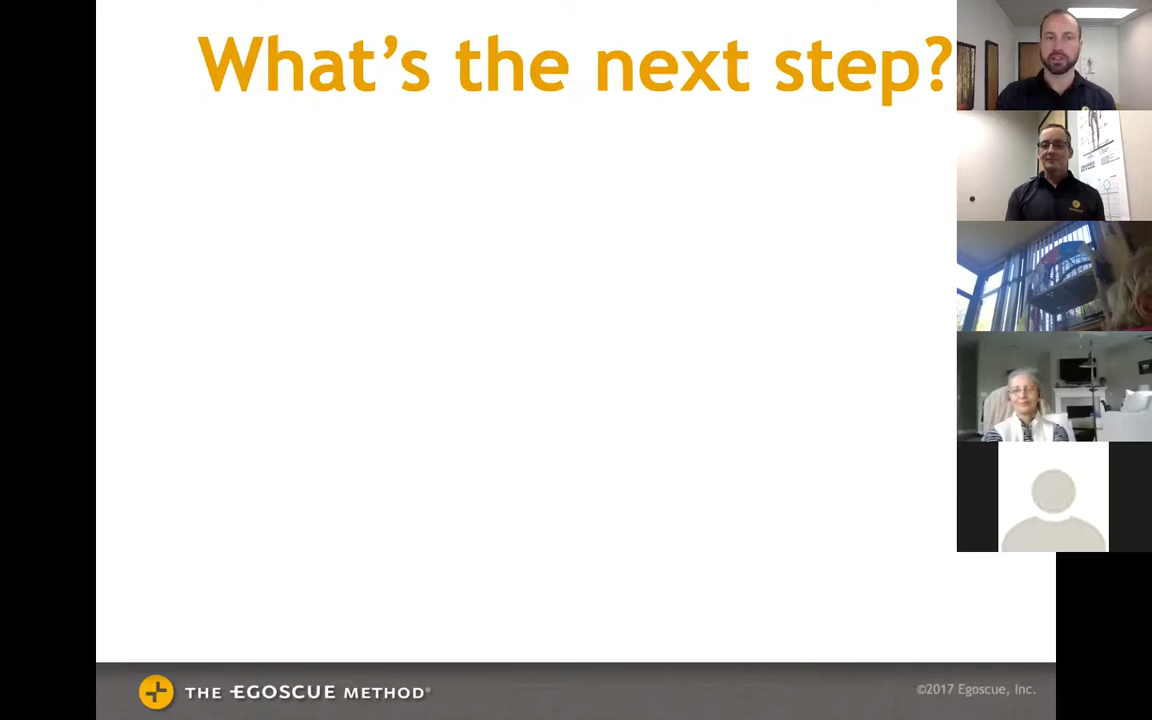 What's the next step?
THE EGOSCUE METHOD®
©2017 Egoscue, Inc.